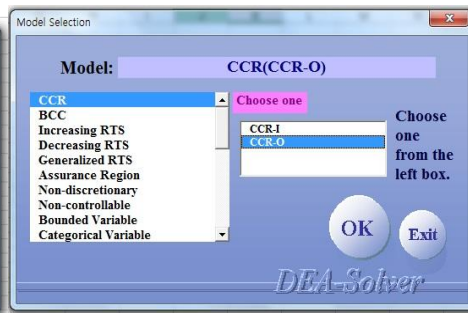 Model Selection
Model: CCR(CCR-O)
CCR
BCC
Increasing RTS
Decreasing RTS
Generalized RTS
Assurance Region
Non-discretionary
Non-controllable
Bounded Variable
Categorical Variable
Choose one
CCR-I
CCR-O
Choose
one
from the
left box.
OK
Exit
DEA-Solver